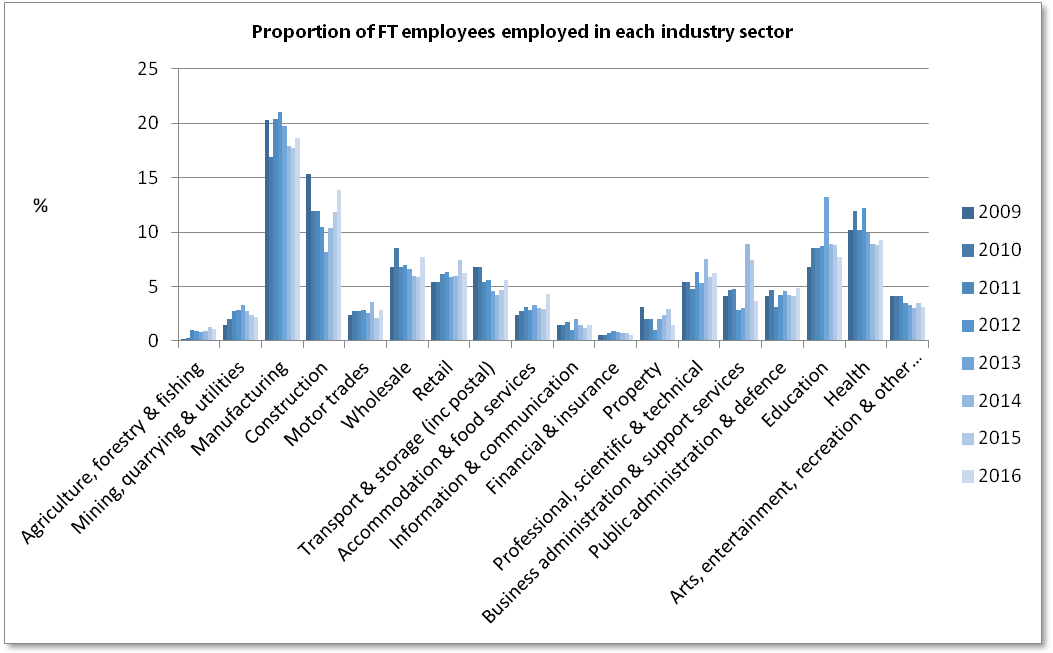 Proportion of FT employees employed in each industry sector
25
20
15
10
5
0
%
Agriculture, forestry & fishing
Mining, quarrying & utilities
Manufacturing
Construction
Motor trades
Wholesale
Retail
Transport & storage (inc postal)
Accommodation & food services
Information & communication
Financial & insurance
Property
Professional, scientific & technical
Business administration & support services
Public administration & defence
Education
Health
Arts, entertainment, recreation & other...
2009
2010
2011
2012
2013
2014
2015
2016